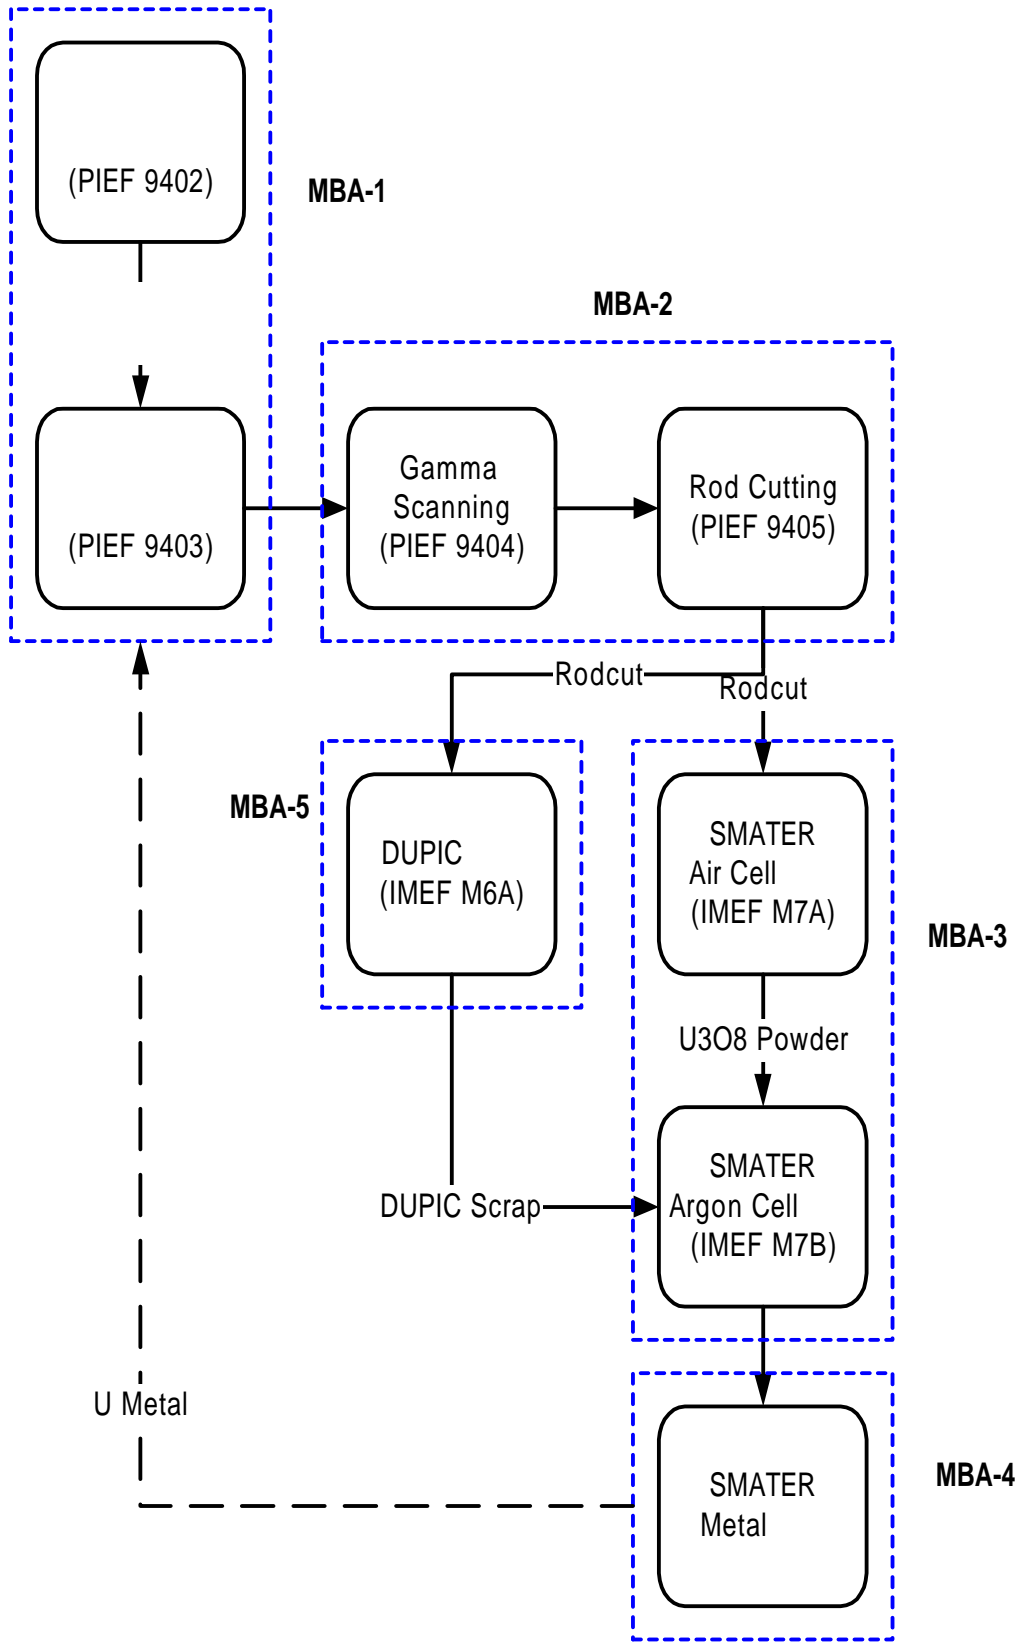 (PIEF 9402)
MBA-1
MBA-2
(PIEF 9403)
Gamma
Scanning
(PIEF 9404)
Rod Cutting
(PIEF 9405)
Rodcut
Rodcut
MBA-5
DUPIC
(IMEF M6A)
SMATER
Air Cell
(IMEF M7A)
MBA-3
U3O8 Powder
SMATER
Argon Cell
(IMEF M7B)
DUPIC Scrap
U Metal
SMATER
Metal
MBA-4